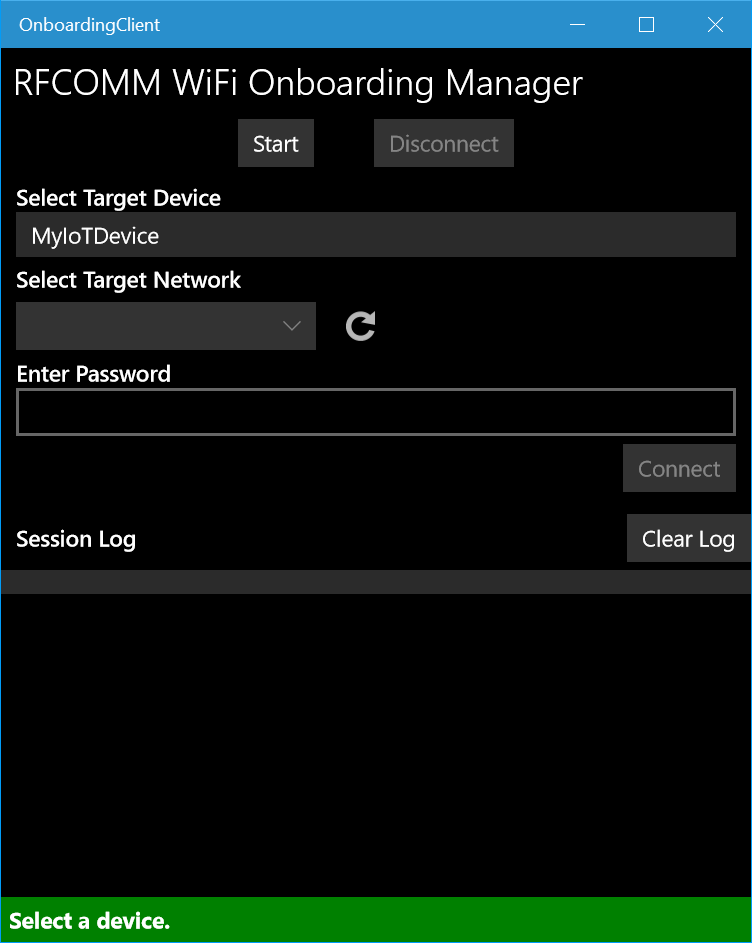 OnboardingClient
RFCOMM WiFi Onboarding Manager
Start Disconnect
Select Target Device
MyIoTDevice
Select Target Network
Enter Password
Connect
Session Log Clear Log
Select a device.